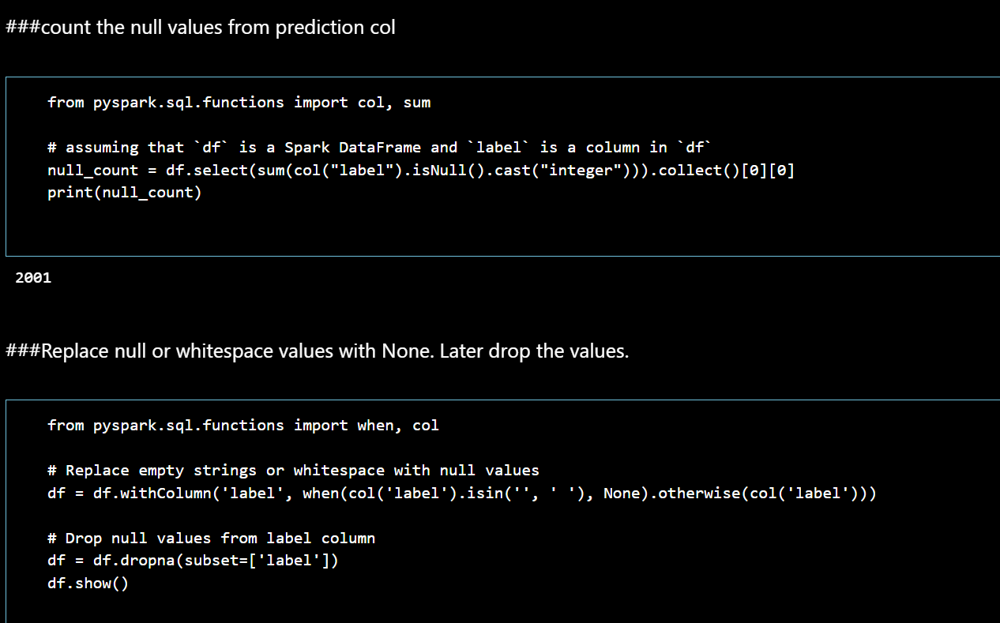 ###count the null values from prediction col
from pyspark.sql.functions import col, sum
# assuming that `df` is a Spark DataFrame and `label` is a column in `df`
null_count = df.select(sum(col("label").isNull().cast("integer"))).collect()[0][0]
print(null_count)
2001
###Replace null or whitespace values with None. Later drop the values.
from pyspark.sql.functions import when, col
# Replace empty strings or whitespace with null values
df = df.withColumn('label', when(col('label').isin('', ' '), None).otherwise(col('label')))
# Drop null values from label column
df = df.dropna(subset=['label'])
df.show()